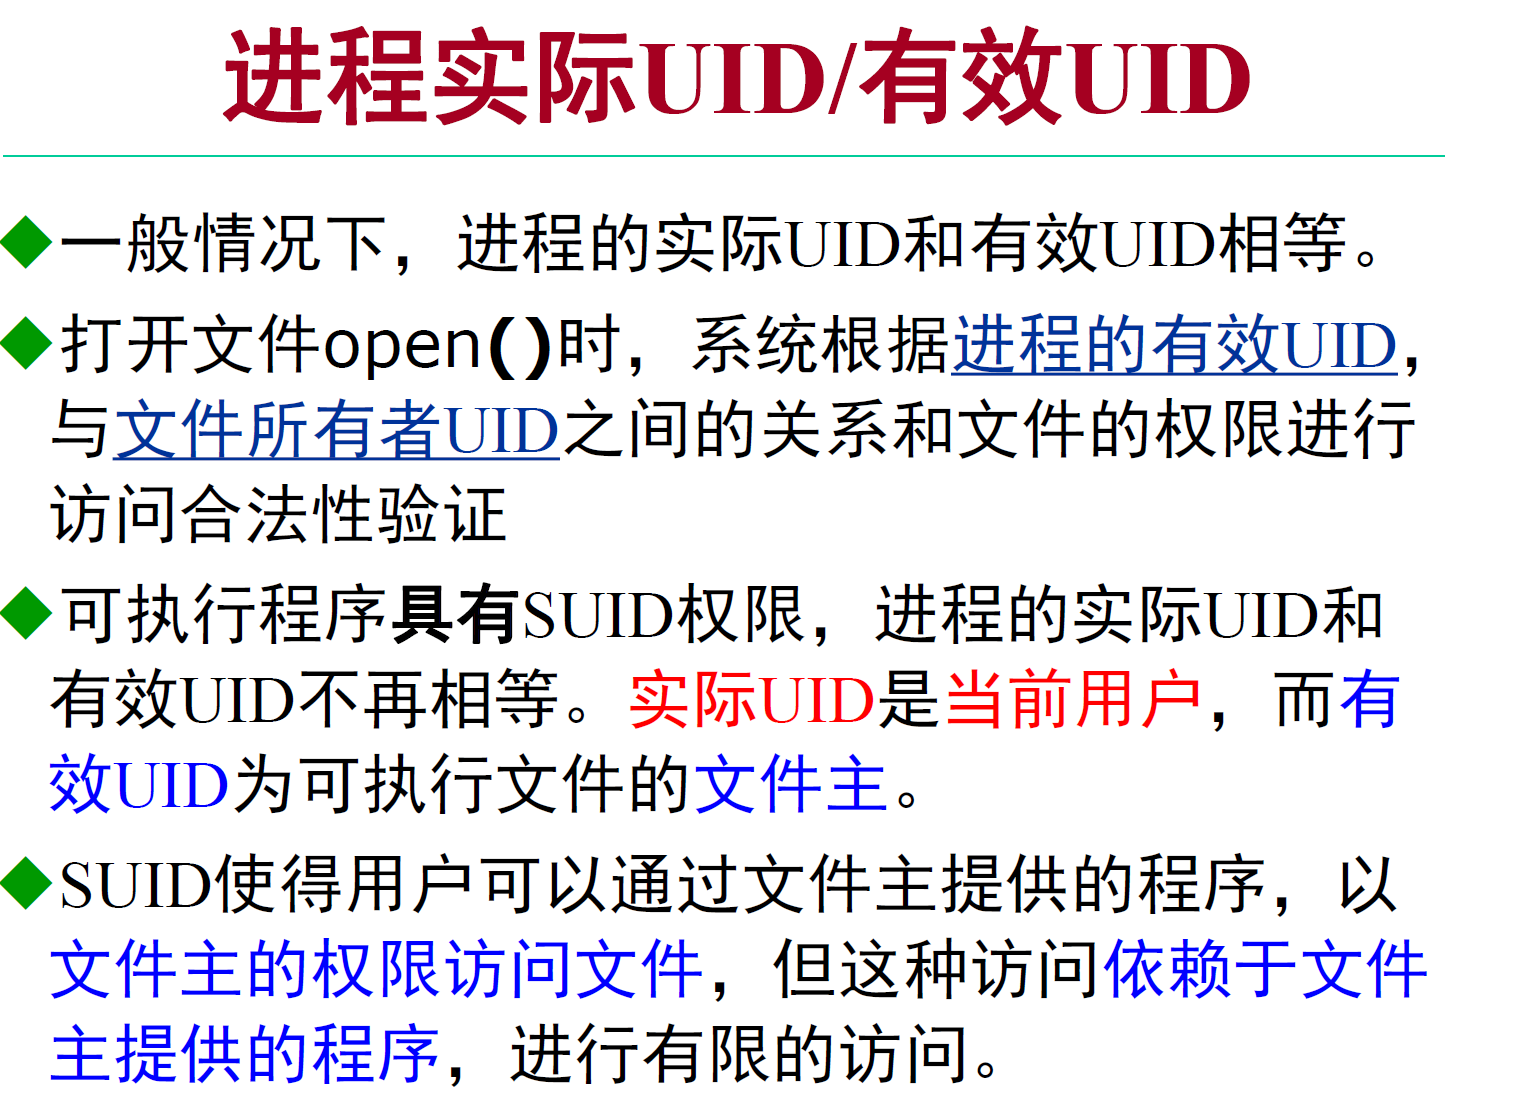 进程实际UID/有效UID
一般情况下，进程的实际UID和有效UID相等。
打开文件open()时，系统根据进程的有效UID，
与文件所有者UID之间的关系和文件的权限进行
访问合法性验证
可执行程序具有SUID权限，进程的实际UID和
有效UID不再相等。实际UID是当前用户，而有
效UID为可执行文件的文件主。
SUID使得用户可以通过文件主提供的程序，以
文件主的权限访问文件，但这种访问依赖于文件
主提供的程序，进行有限的访问。